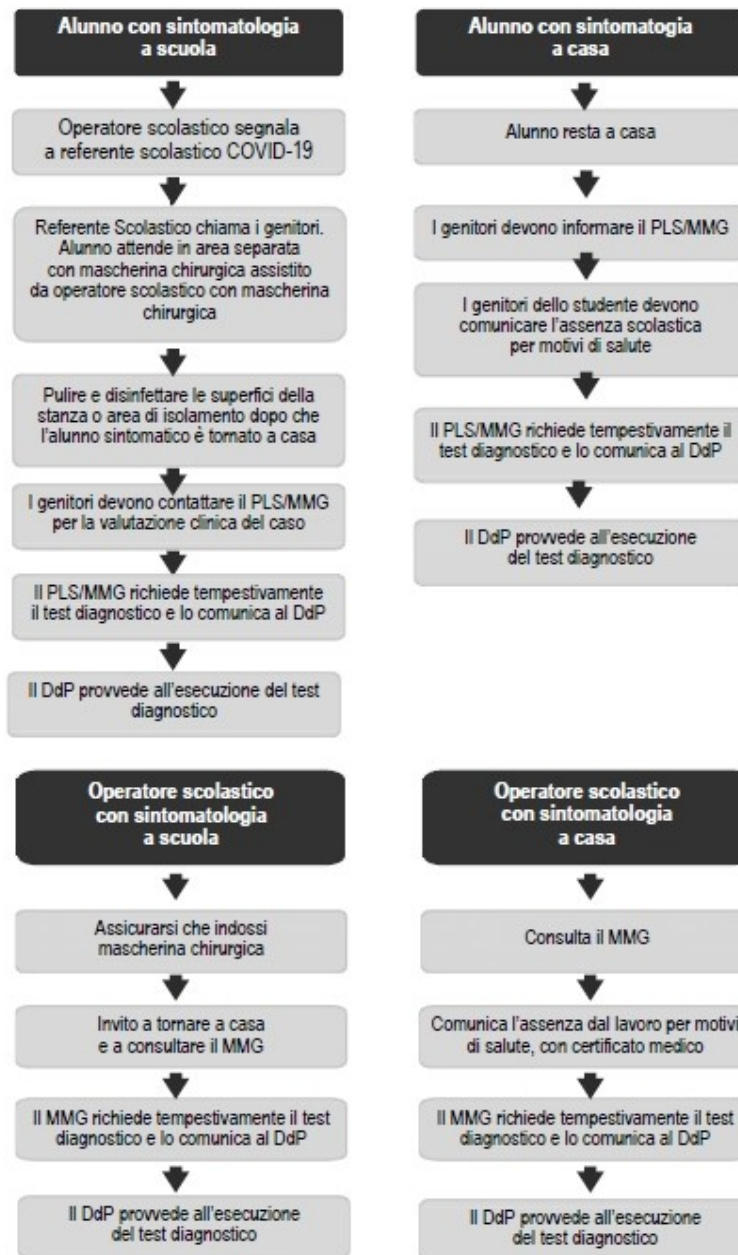 Alunno con sintomatologia
a scuola
Operatore scolastico segnala
a referente scolastico COVID-19
Referente Scolastico chiama i genitori.
Alunno attende in area separata
con mascherina chirurgica assistito
da operatore scolastico con mascherina
chirurgica
Pulire e disinfettare le superfici della
stanza o area di isolamento dopo che
l'alunno sintomatico è tornato a casa
I genitori devono contattare il PLS/MMG
per la valutazione clinica del caso
Il PLS/MMG richiede tempestivamente
il test diagnostico e lo comunica al DdP
Il DdP provvede all'esecuzione del test
diagnostico
Alunno con sintomatogia
a casa
Alunno resta a casa
I genitori devono informare il PLS/MMG
I genitori dello studente devono
comunicare l'assenza scolastica
per motivi di salute
Il PLS/MMG richiede tempestivamente il
test diagnostico e lo comunica al DdP
Il DdP provvede all'esecuzione
del test diagnostico
Operatore scolastico
con sintomatologia
a scuola
Assicurarsi che indossi
mascherina chirurgica
Invito a tornare a casa
e a consultare il MMG
Il MMG richiede tempestivamente il test
diagnostico e lo comunica al DdP
Il DdP provvede all'esecuzione
del test diagnostico
Operatore scolastico
con sintomatologia
a casa
Consulta il MMG
Comunica l'assenza dal lavoro per motivi
di salute, con certificato medico
Il MMG richiede tempestivamente il test
diagnostico e lo comunica al DdP
Il DdP provvede all'esecuzione
del test diagnostico